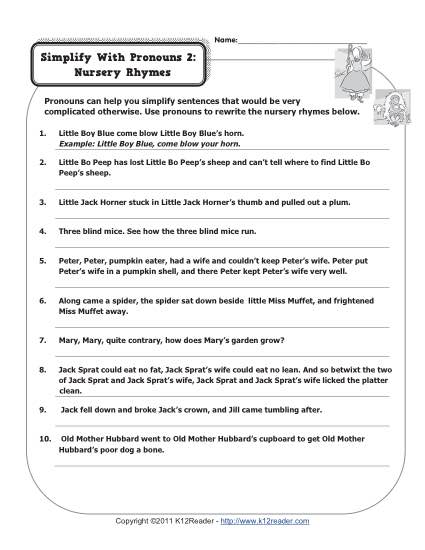 Name:
Simplify With Pronouns 2:
Nursery Rhymes
Pronouns can help you simplify sentences that would be very
complicated otherwise. Use pronouns to rewrite the nursery rhymes below.
1. Little Boy Blue come blow Little Boy Blue's horn.
Example: Little Boy Blue, come blow your horn.
2. Little Bo Peep has lost Little Bo Peep's sheep and can't tell where to find Little Bo
Peep's sheep.
3. Little Jack Horner stuck in Little Jack Horner's thumb and pulled out a plum.
4. Three blind mice. See how the three blind mice run.
5. Peter, Peter, pumpkin eater, had a wife and couldn't keep Peter's wife. Peter put
Peter's wife in a pumpkin shell, and there Peter kept Peter's wife very well.
6. Along came a spider, the spider sat down beside little Miss Muffet, and frightened
Miss Muffet away.
7. Mary, Mary, quite contrary, how does Mary's garden grow?
8. Jack Sprat could eat no fat, Jack Sprat's wife could eat no lean. And so betwixt the two
of Jack Sprat and Jack Sprat's wife, Jack Sprat and Jack Sprat's wife licked the platter
clean.
9. Jack fell down and broke Jack's crown, and Jill came tumbling after.
10. Old Mother Hubbard went to Old Mother Hubbard's cupboard to get Old Mother
Hubbard's poor dog a bone.
Copyright ©2011 K12Reader - http://www.k12reader.com